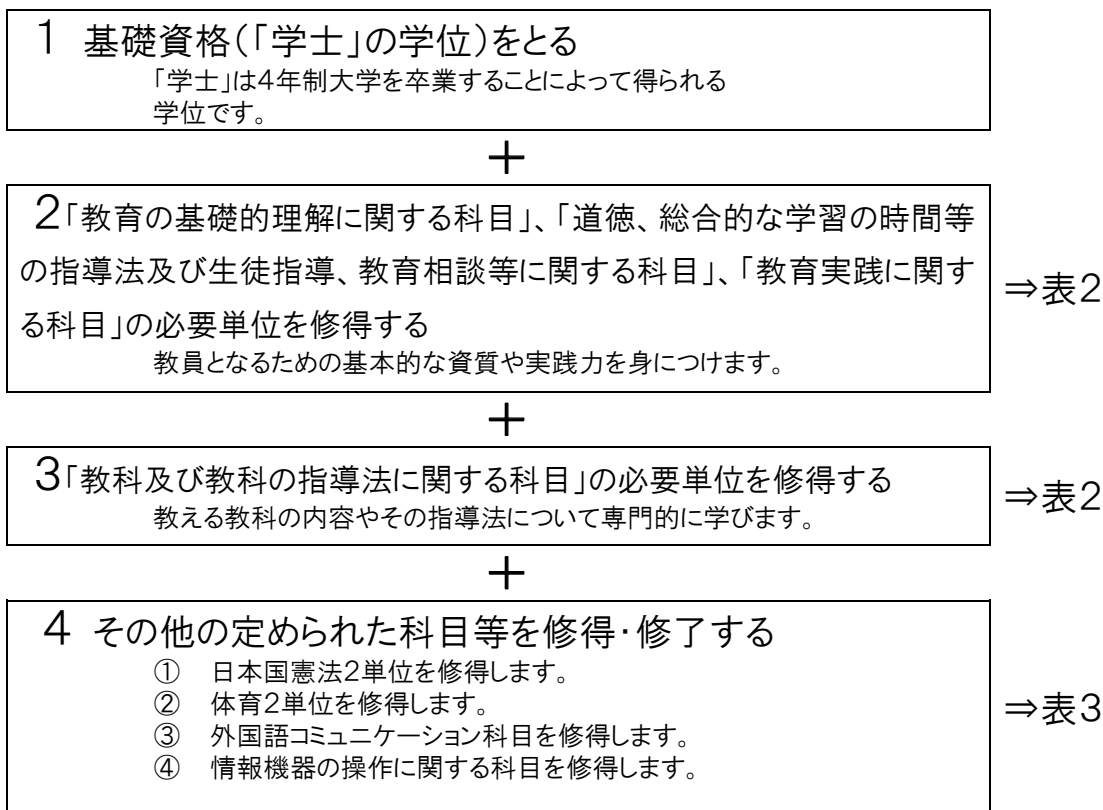 1 基礎資格(「学士」の学位)をとる
「学士」は4年制大学を卒業することによって得られる
学位です。
+
2「教育の基礎的理解に関する科目」、「道徳、総合的な学習の時間等
の指導法及び生徒指導、教育相談等に関する科目」、「教育実践に関す
る科目」の必要単位を修得する
教員となるための基本的な資質や実践力を身につけます。
⇒表2
+
3「教科及び教科の指導法に関する科目」の必要単位を修得する
教える教科の内容やその指導法について専門的に学びます。
⇒表2
+
4 その他の定められた科目等を修得・修了する
① 日本国憲法2単位を修得します。
② 体育2単位を修得します。
③ 外国語コミュニケーション科目を修得します。
④ 情報機器の操作に関する科目を修得します。
⇒表3